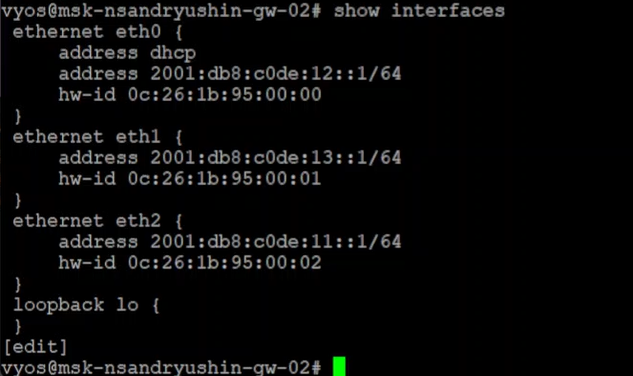 vyos@msk-nsandryushin-gw-02# show interfaces
 ethernet eth0 {
     address dhcp
     address 2001:db8:c0de:12::1/64
     hw-id 0c:26:1b:95:00:00
 }
 ethernet eth1 {
     address 2001:db8:c0de:13::1/64
     hw-id 0c:26:1b:95:00:01
 }
 ethernet eth2 {
     address 2001:db8:c0de:11::1/64
     hw-id 0c:26:1b:95:00:02
 }
 loopback lo {
 }
[edit]
vyos@msk-nsandryushin-gw-02#